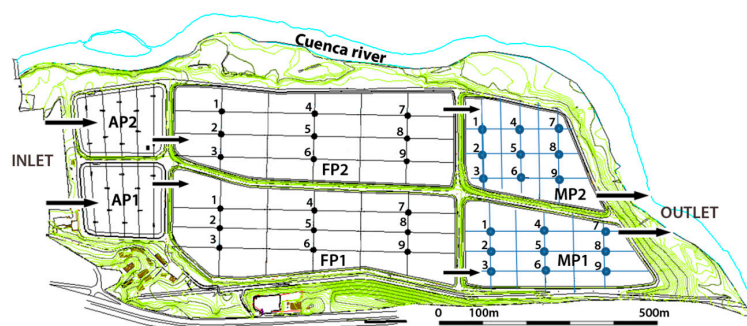 Cuenca river
1 4 7
2 5 8
3 6 9
AP2
FP2
1 4 7
2 5 8
3 6 9
MP2
INLET
AP1
1 4 7
2 5 8
3 6 9
FP1
1 4 7
2 5 8
3 6 9
MP1
OUTLET
0 100m 500m